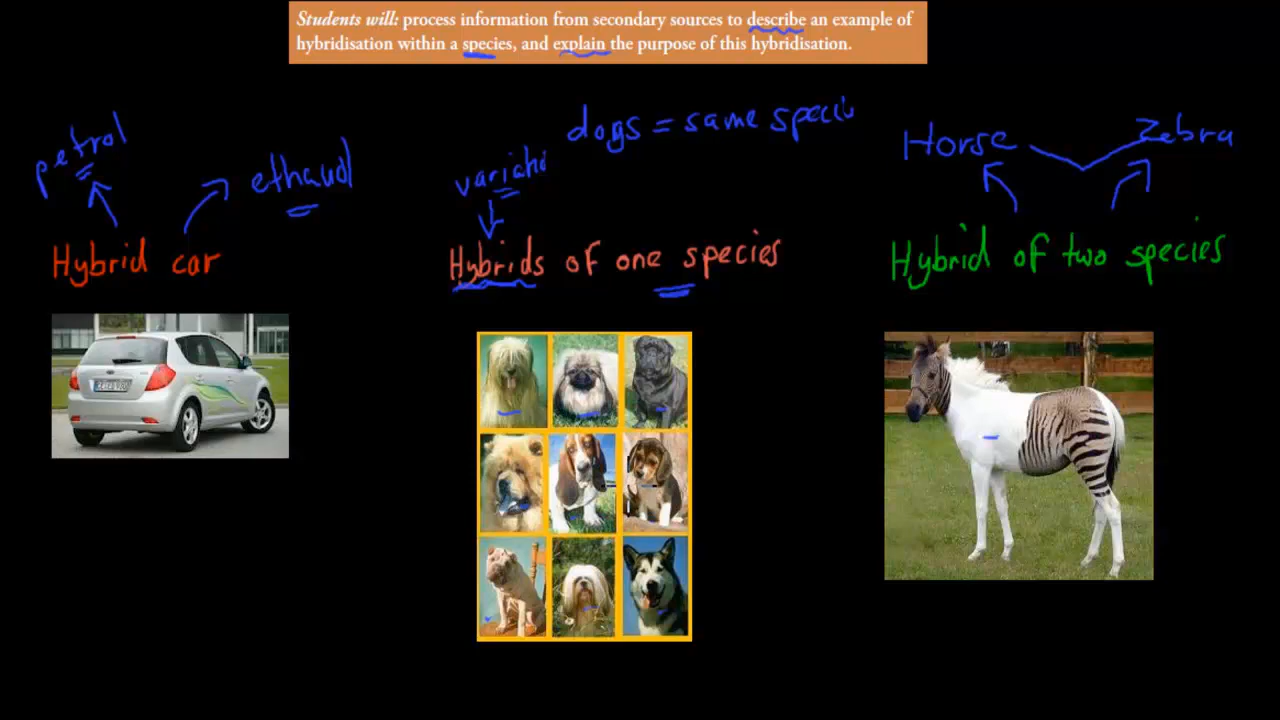 Students will: process information from secondary sources to describe an example of
hybridisation within a species, and explain the purpose of this hybridisation.
petrol
ethanol
Hybrid car
dogs = same speci
Hybrids of one species
Horse
Zebra
Hybrid of two species